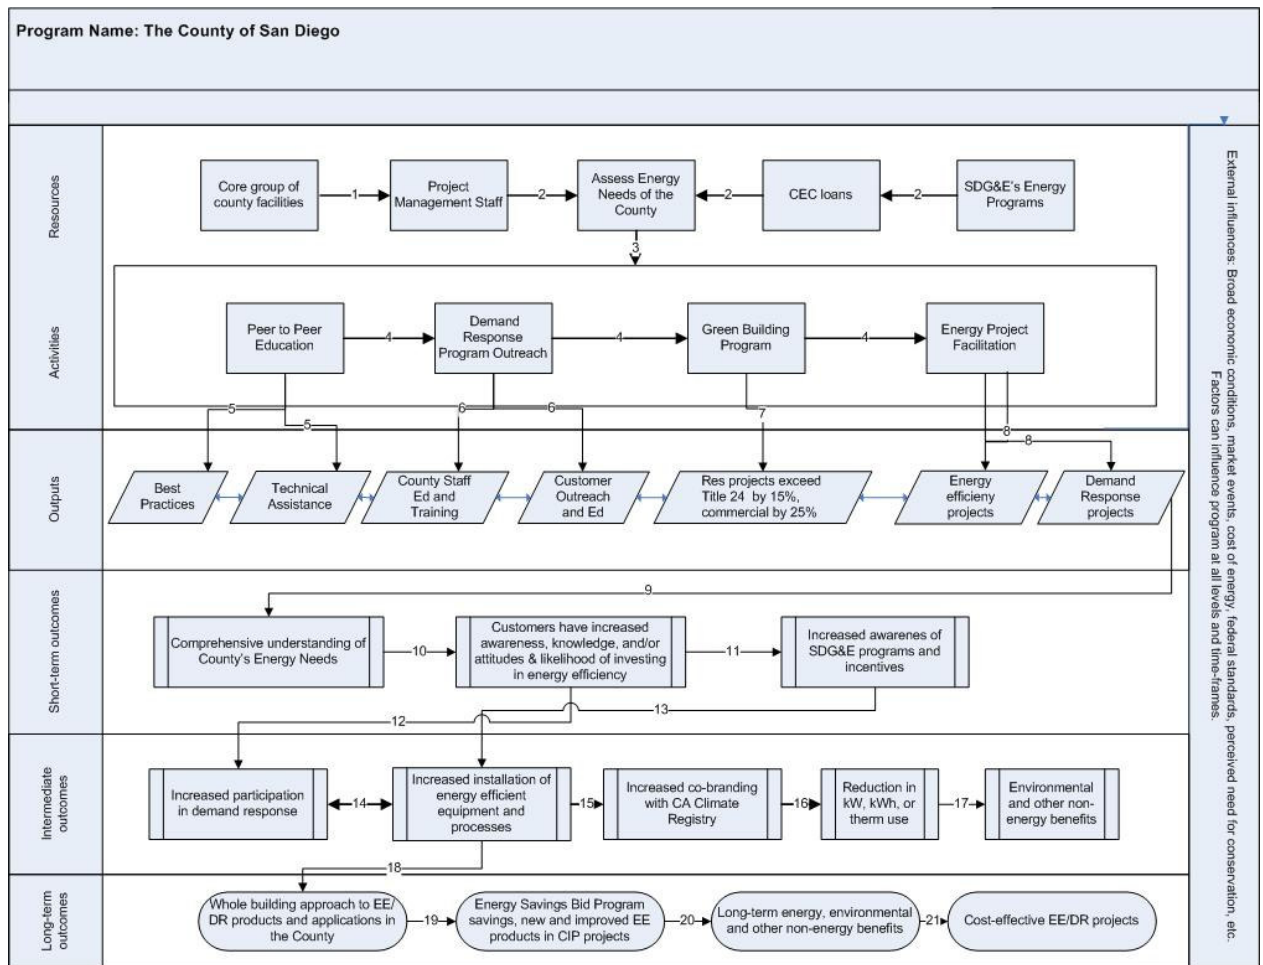 Program Name: The County of San Diego
Resources
Core group of
county facilities
1
Project
Management Staff
2
Assess Energy
Needs of the
County
2
CEC loans
2
SDG&E's Energy
Programs
3
Activities
Peer to Peer
Education
4
Demand
Response
Program Outreach
4
Green Building
Program
4
Energy Project
Facilitation
5
5
6
6
7
8
8
Outputs
Best
Practices
Technical
Assistance
County Staff
Ed and
Training
Customer
Outreach
and Ed
Res projects exceed
Title 24 by 15%,
commercial by 25%
Energy
efficieny
projects
Demand
Response
projects
9
Short-term outcomes
Comprehensive understanding of
County's Energy Needs
10
Customers have increased
awareness, knowledge, and/or
attitudes & likelihood of investing
in energy efficiency
11
Increased awarenes of
SDG&E programs and
incentives
12
13
Intermediate
outcomes
Increased participation
in demand response
14
Increased installation of
energy efficient
equipment and
processes
15
Increased co-branding
with CA Climate
Registry
16
Reduction in
kW, kWh, or
therm use
17
Environmental
and other non-
energy benefits
18
Long-term
outcomes
Whole building approach to EE/
DR products and applications in
the County
19
Energy Savings Bid Program
savings, new and improved EE
products in CIP projects
20
Long-term energy, environmental
and other non-energy benefits
21
Cost-effective EE/DR projects
External influences: Broad economic conditions, market events, cost of energy, federal standards, perceived need for conservation, etc.
Factors can influence program at all levels and time-frames.